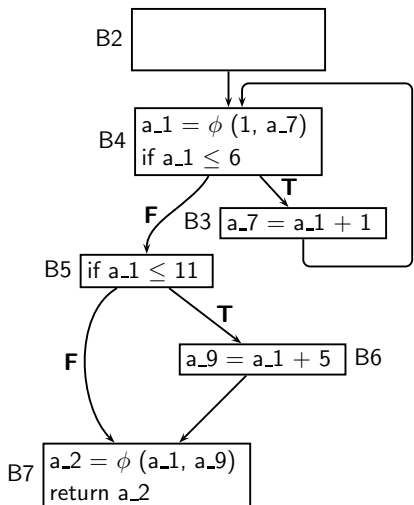 B2
B4
a_1 = ϕ (1, a_7)
if a_1 ≤ 6
T
F
B3
a_7 = a_1 + 1
B5
if a_1 ≤ 11
T
F
a_9 = a_1 + 5
B6
B7
a_2 = ϕ (a_1, a_9)
return a_2